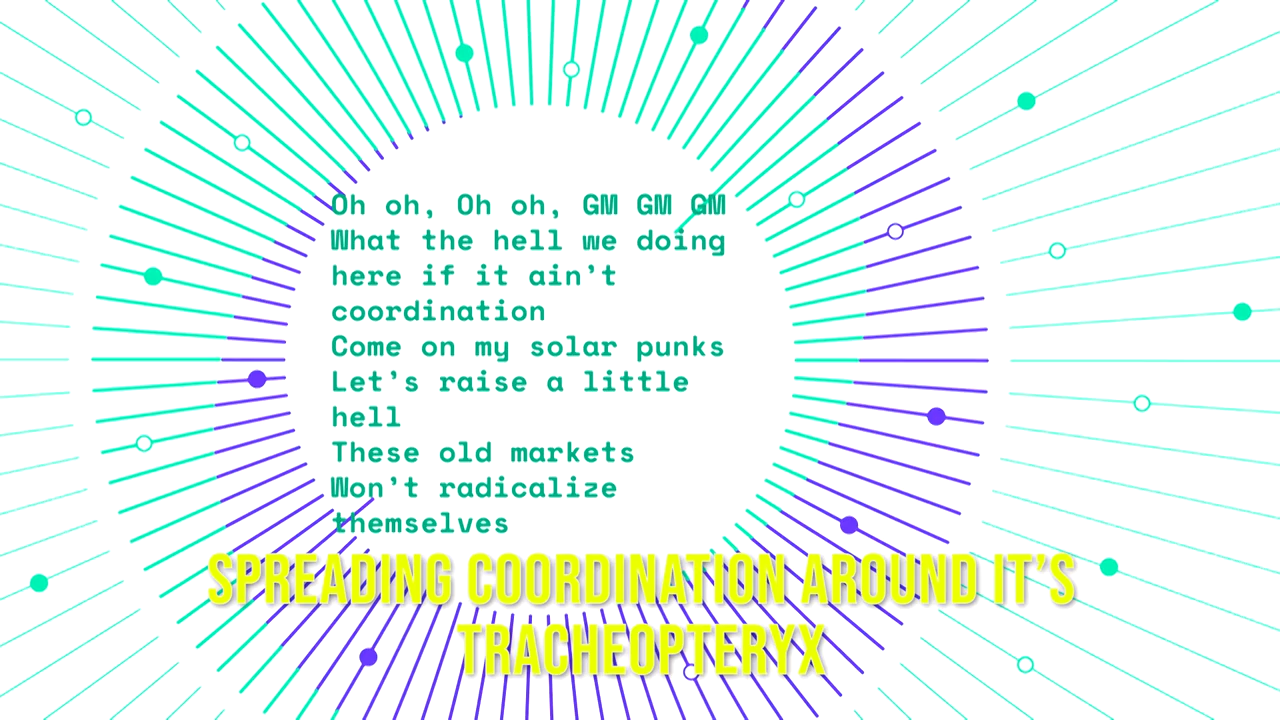 Oh oh, Oh oh, GM GM GM
What the hell we doing
here if it ain’t
coordination
Come on my solar punks
Let’s raise a little
hell
These old markets
Won’t radicalize
themselves
SPREADING COORDINATION AROUND IT’S
TRACHEOPTERYX